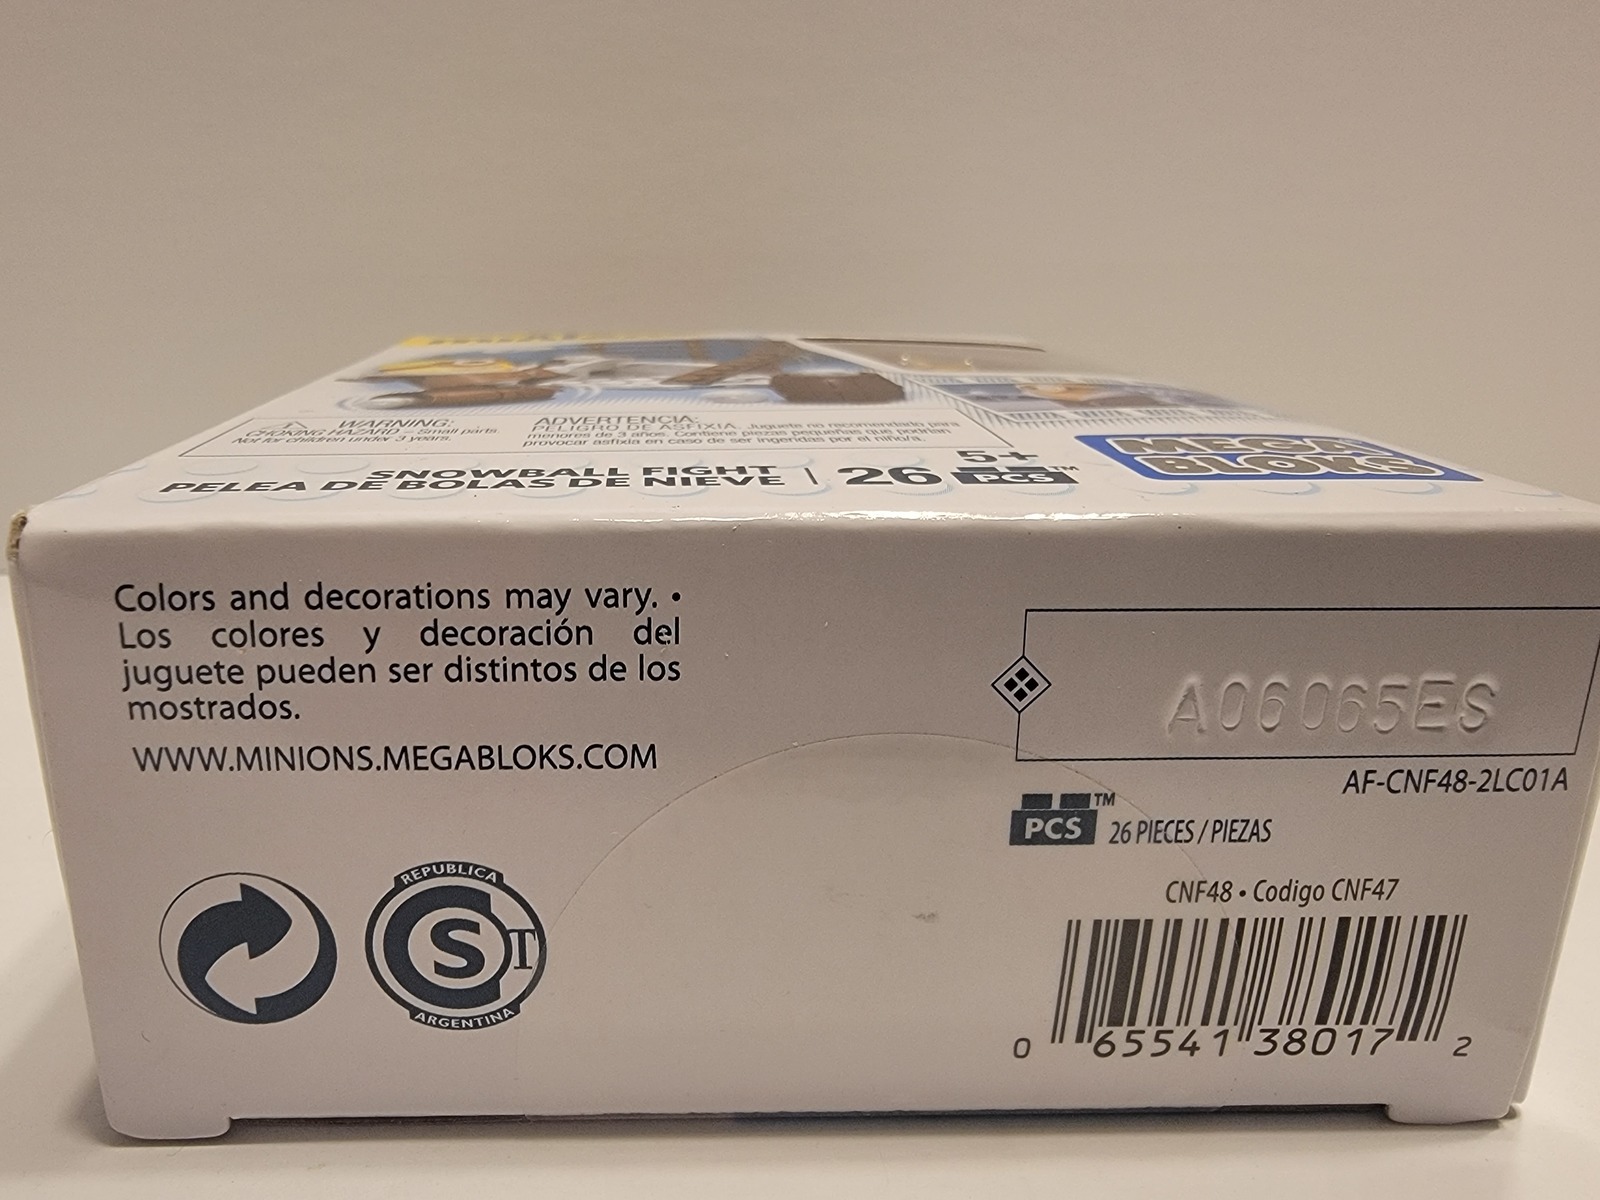 WARNING:
CHOKING HAZARD – Small parts.
Not for children under 3 years.
ADVERTENCIA:
PELIGRO DE ASFIXIA. Juguete no recomendado para
menores de 3 años. Contiene piezas pequeñas que podrían
provocar asfixia en caso de ser ingeridas por el niño/a.
SNOWBALL FIGHT
PELEA DE BOLAS DE NIEVE
5+
26 PCS™
MEGA
BLOKS
Colors and decorations may vary. •
Los colores y decoración del
juguete pueden ser distintos de los
mostrados.
WWW.MINIONS.MEGABLOKS.COM
REPUBLICA
S T
ARGENTINA
A06065ES
AF-CNF48-2LC01A
PCS™ 26 PIECES / PIEZAS
CNF48 • Codigo CNF47
0 65541 38017 2